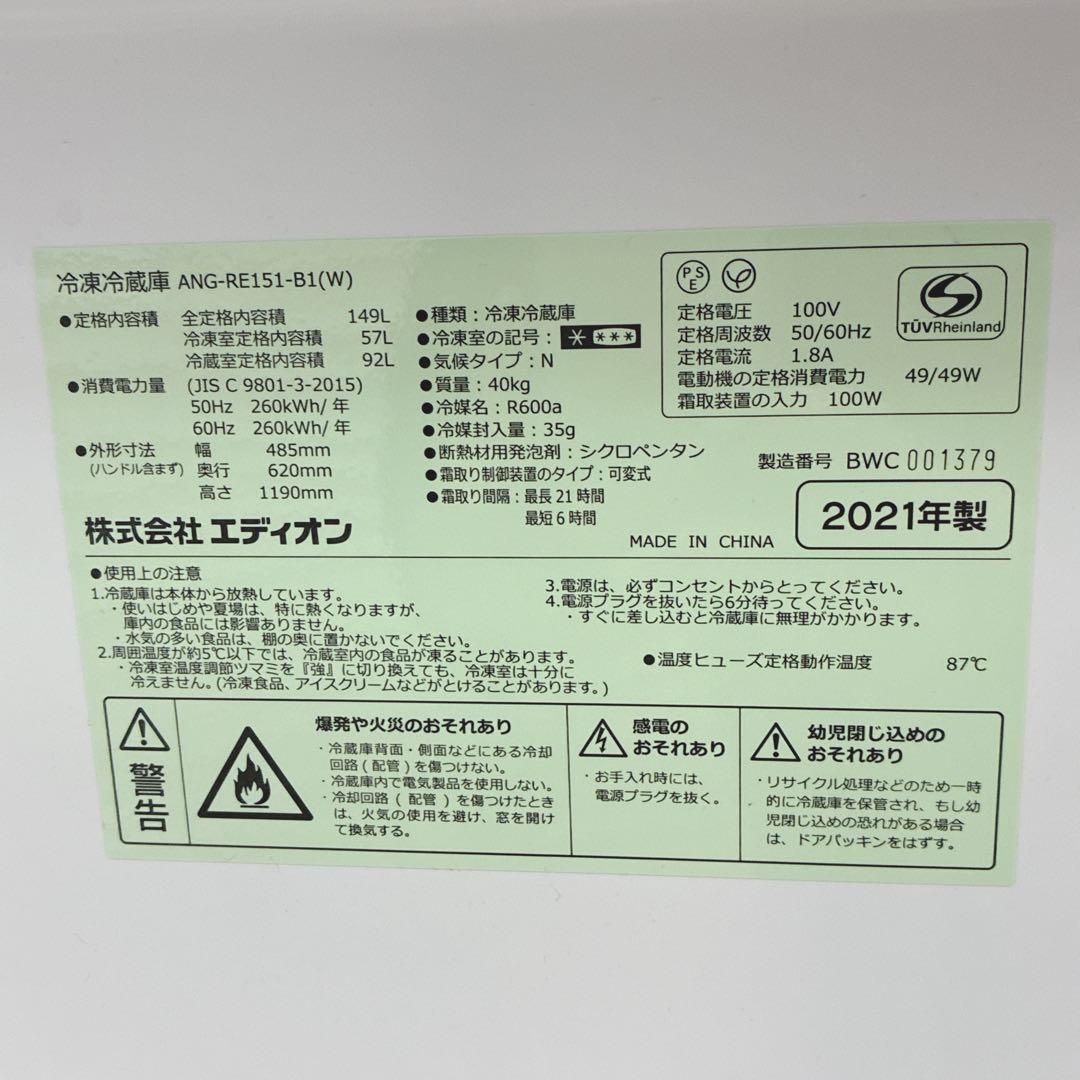 冷凍冷蔵庫 ANG-RE151-B1(W)
●定格内容積 全定格内容積 149L
冷凍室定格内容積 57L
冷蔵室定格内容積 92L
●消費電力量 (JIS C 9801-3-2015)
50Hz 260kWh/年
60Hz 260kWh/年
●外形寸法 幅 485mm
(ハンドル含まず) 奥行 620mm
高さ 1190mm
株式会社 エディオン
●種類：冷凍冷蔵庫
●冷凍室の記号：* ***
●気候タイプ：N
●質量：40kg
●冷媒名：R600a
●冷媒封入量：35g
●断熱材用発泡剤：シクロペンタン
●霜取り制御装置のタイプ：可変式
●霜取り間隔：最長21時間
最短6時間
PSE
定格電圧 100V
定格周波数 50/60Hz
定格電流 1.8A
電動機の定格消費電力 49/49W
霜取装置の入力 100W
TÜVRheinland
製造番号 BWC 001379
2021年製
MADE IN CHINA
●使用上の注意
1.冷蔵庫は本体から放熱しています。
・使いはじめや夏場は、特に熱くなりますが、
庫内の食品には影響ありません。
・水気の多い食品は、棚の奥に置かないでください。
2.周囲温度が約5℃以下では、冷蔵室内の食品が凍ることがあります。
・冷凍室温度調節ツマミを『強』に切り換えても、冷凍室は十分に
冷えません。(冷凍食品、アイスクリームなどがとけることがあります。)
3.電源は、必ずコンセントからとってください。
4.電源プラグを抜いたら6分待ってください。
・すぐに差し込むと冷蔵庫に無理がかかります。
●温度ヒューズ定格動作温度 87℃
警告
爆発や火災のおそれあり
・冷蔵庫背面・側面などにある冷却
回路(配管)を傷つけない。
・冷蔵庫内で電気製品を使用しない。
・冷却回路(配管)を傷つけたとき
は、火気の使用を避け、窓を開け
て換気する。
感電の
おそれあり
・お手入れ時には、
電源プラグを抜く。
幼児閉じ込めの
おそれあり
・リサイクル処理などのため一時
的に冷蔵庫を保管され、もし幼
児閉じ込めの恐れがある場合
は、ドアパッキンをはずす。